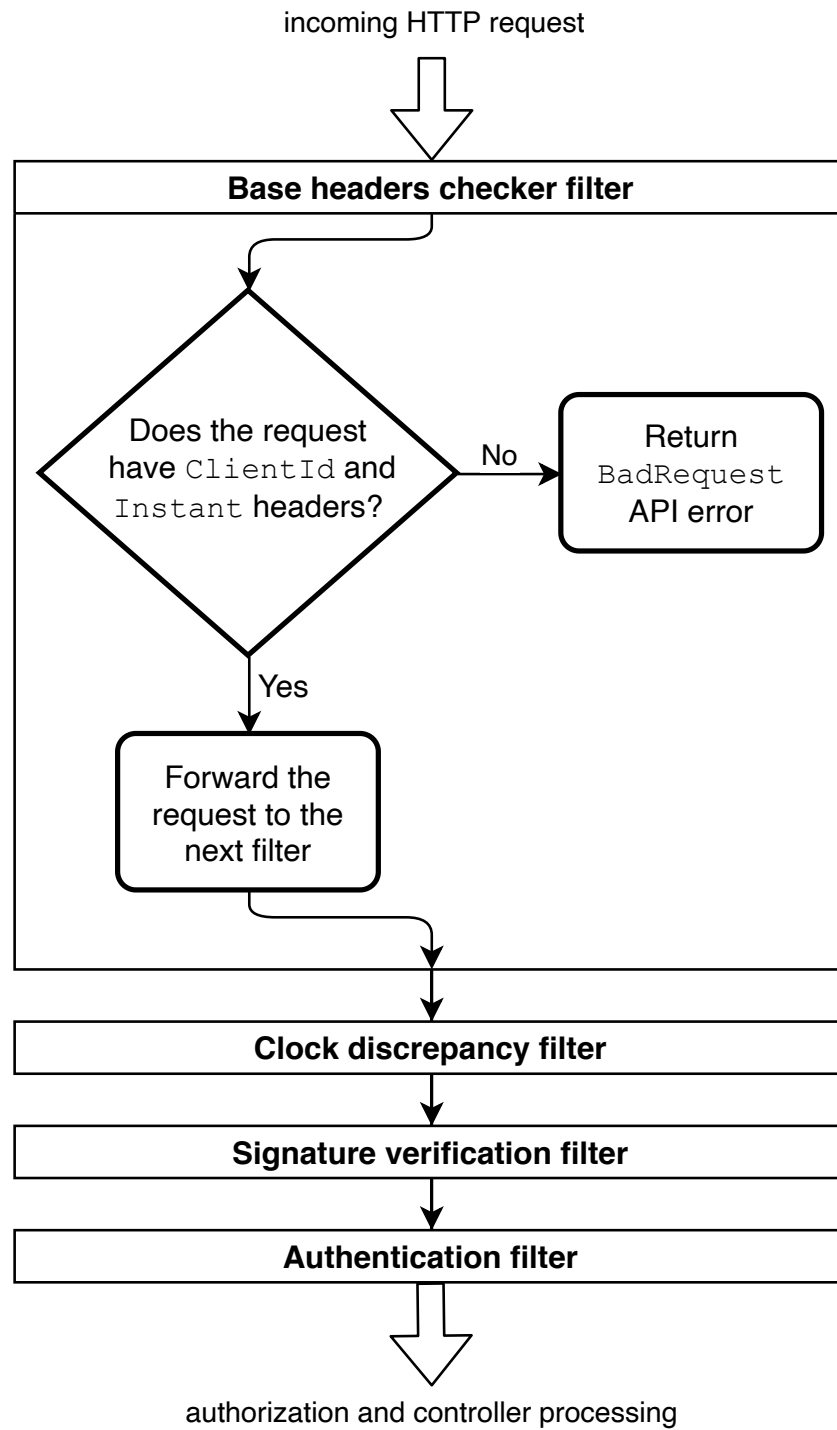 incoming HTTP request
Base headers checker filter
Does the request
have ClientId and
Instant headers?
No
Return
BadRequest
API error
Yes
Forward the
request to the
next filter
Clock discrepancy filter
Signature verification filter
Authentication filter
authorization and controller processing